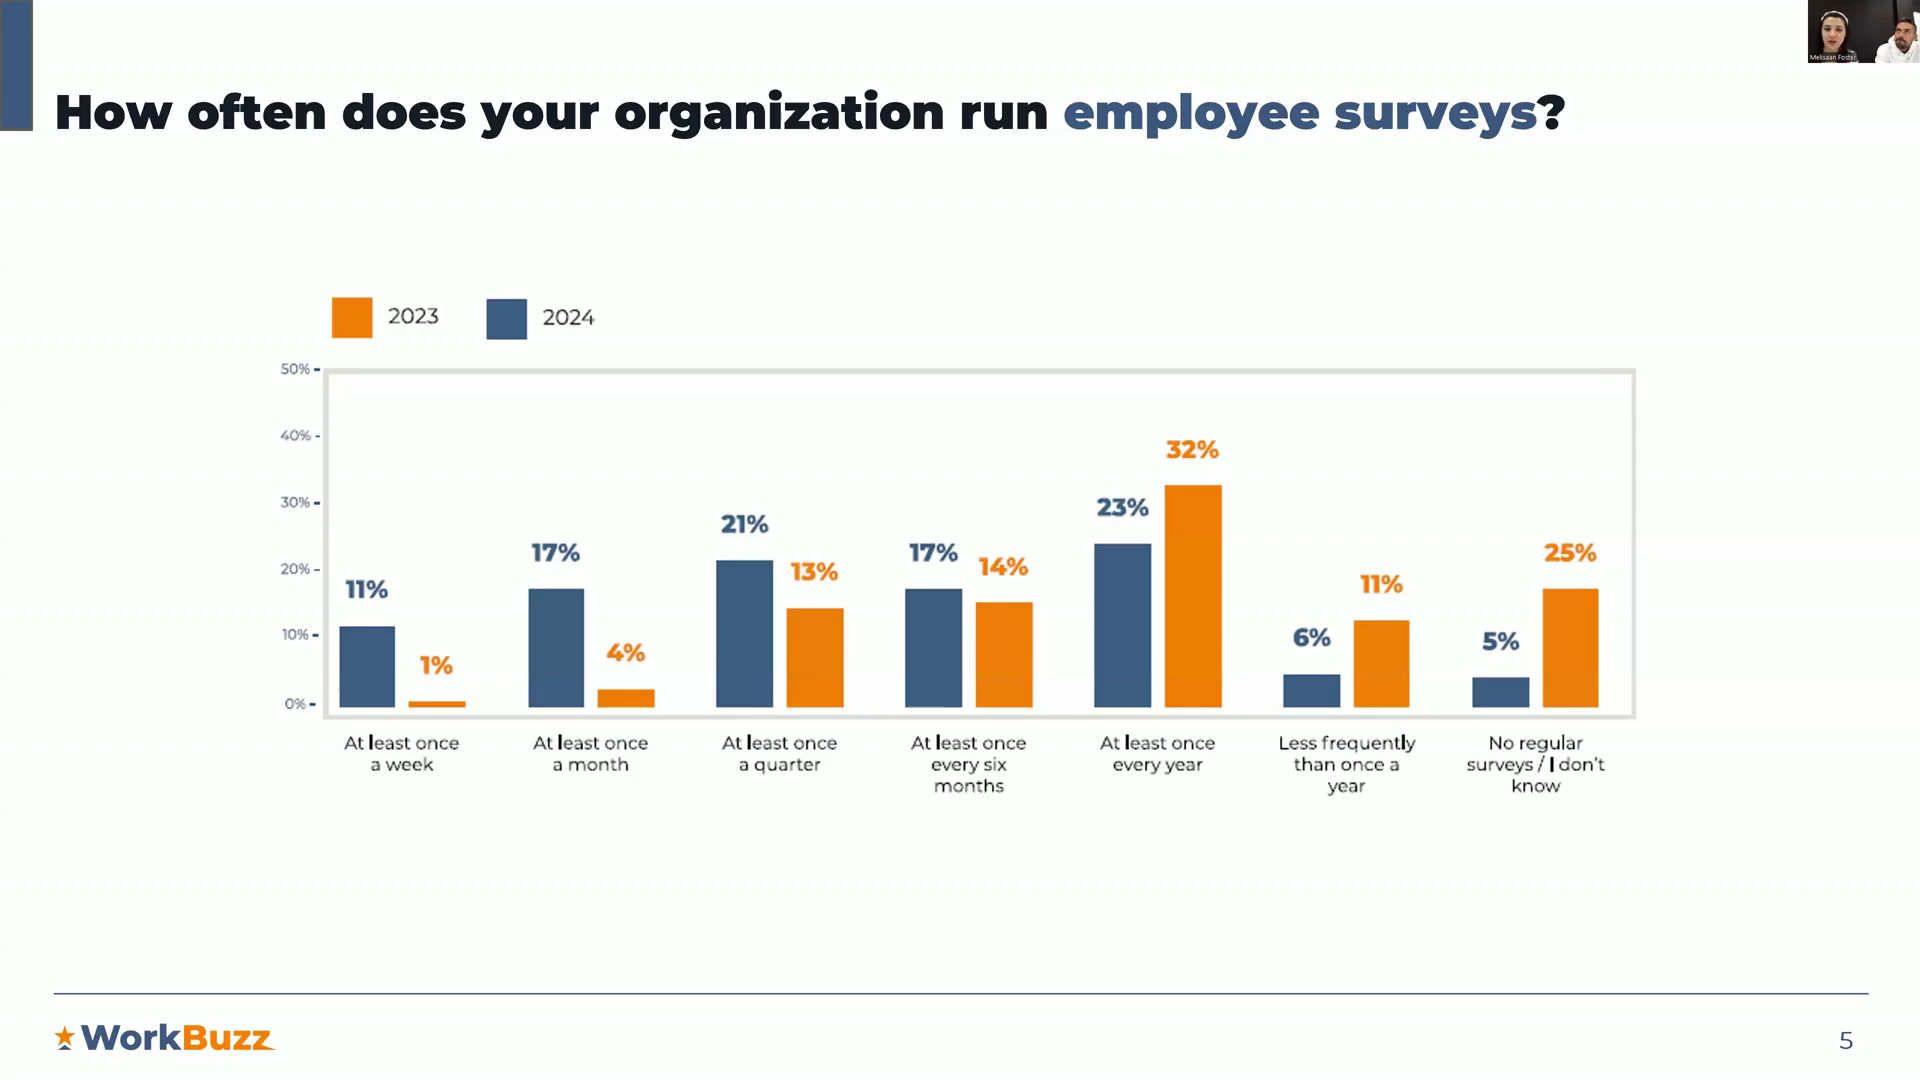 Melisaan Foster
How often does your organization run employee surveys?
2023 2024
50%
40%
30%
20%
10%
0%
11% 1% 17% 4% 21% 13% 17% 14% 23% 32% 6% 11% 5% 25%
At least once
a week
At least once
a month
At least once
a quarter
At least once
every six
months
At least once
every year
Less frequently
than once a
year
No regular
surveys / I don't
know
WorkBuzz
5